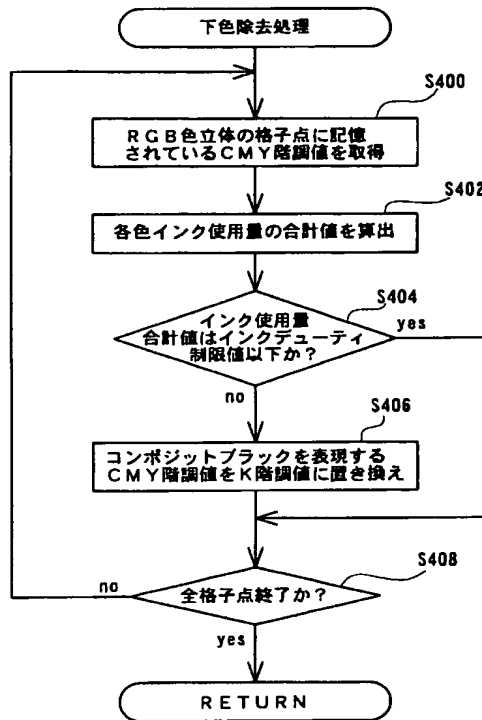 下色除去処理
S400
RGB色立体の格子点に記憶
されているCMY階調値を取得
S402
各色インク使用量の合計値を算出
S404
インク使用量
合計値はインクデューティ
制限値以下か?
yes
no
S406
コンポジットブラックを表現する
CMY階調値をK階調値に置き換え
S408
全格子点終了か?
no
yes
RETURN